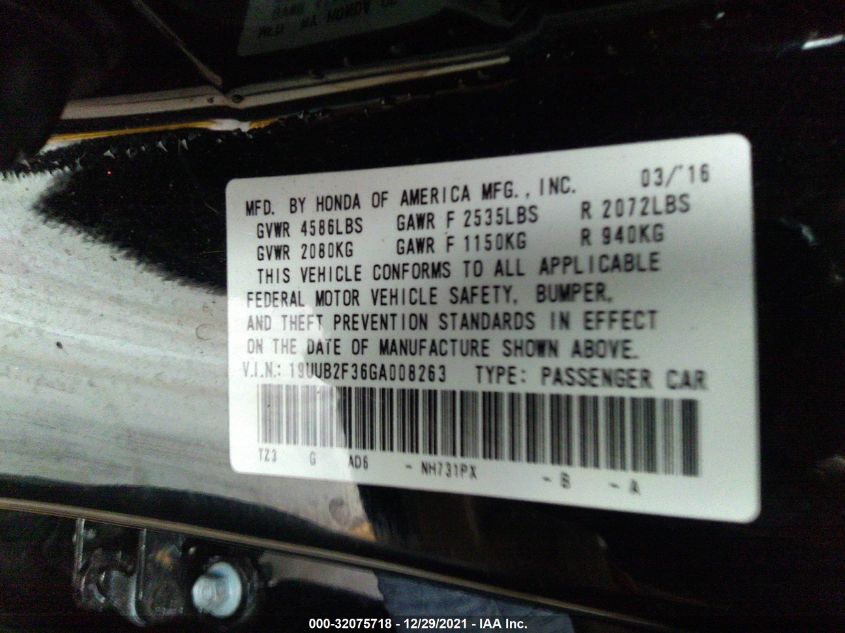 MFD. BY HONDA OF AMERICA MFG., INC. 03/'16
GVWR 4586LBS GAWR F 2535LBS R 2072LBS
GVWR 2080KG GAWR F 1150KG R 940KG
THIS VEHICLE CONFORMS TO ALL APPLICABLE
FEDERAL MOTOR VEHICLE SAFETY, BUMPER,
AND THEFT PREVENTION STANDARDS IN EFFECT
ON THE DATE OF MANUFACTURE SHOWN ABOVE.
V.I.N.: 19UUB2F36GA008263 TYPE: PASSENGER CAR
TZ3 G AD6 - NH731PX - B - A
000-32075718 - 12/29/2021 - IAA Inc.